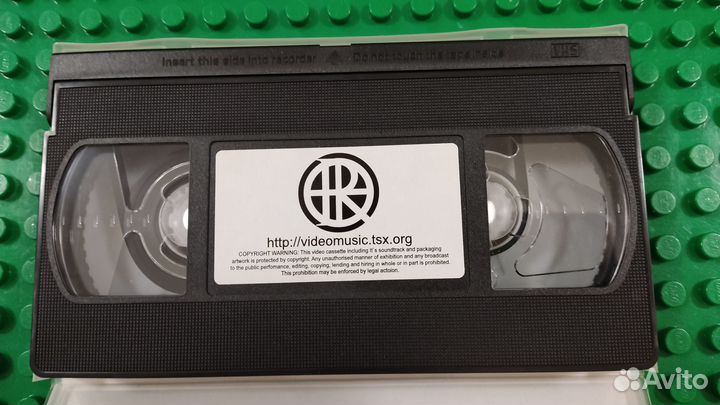 Insert this side into recorder Do not touch the tape inside VHS
HR
http://videomusic.tsx.org
COPYRIGHT WARNING: This video cassette including it`s soundtrack and packaging
artwork is protected by copyright. Any unauthorised manner of exhibition and any broadcast
to the public perfomance, editing, copying, lending and hiring in whole or in part is prohibited.
This prohibition may be enforced by legal actoion.
Avito